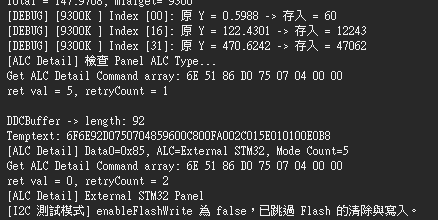 Total = 147.9708, miTarget= 9300
[DEBUG] [9300K ] Index [00]: 原 Y = 0.5988 -> 存入 = 60
[DEBUG] [9300K ] Index [16]: 原 Y = 122.4301 -> 存入 = 12243
[DEBUG] [9300K ] Index [31]: 原 Y = 470.6242 -> 存入 = 47062
[ALC Detail] 檢查 Panel ALC Type...
Get ALC Detail Command array: 6E 51 86 D0 75 07 04 00 00
ret val = 5, retryCount = 1

DDCBuffer -> length: 92
Temptext: 6F6E92D0750704859600C800FA002C015E010100E0B8
[ALC Detail] Data0=0x85, ALC=External STM32, Mode Count=5
Get ALC Detail Command array: 6E 51 86 D0 75 07 04 00 00
ret val = 0, retryCount = 2
[ALC Detail] External STM32 Panel
[I2C 測試模式] enableFlashWrite 為 false，已跳過 Flash 的清除與寫入。